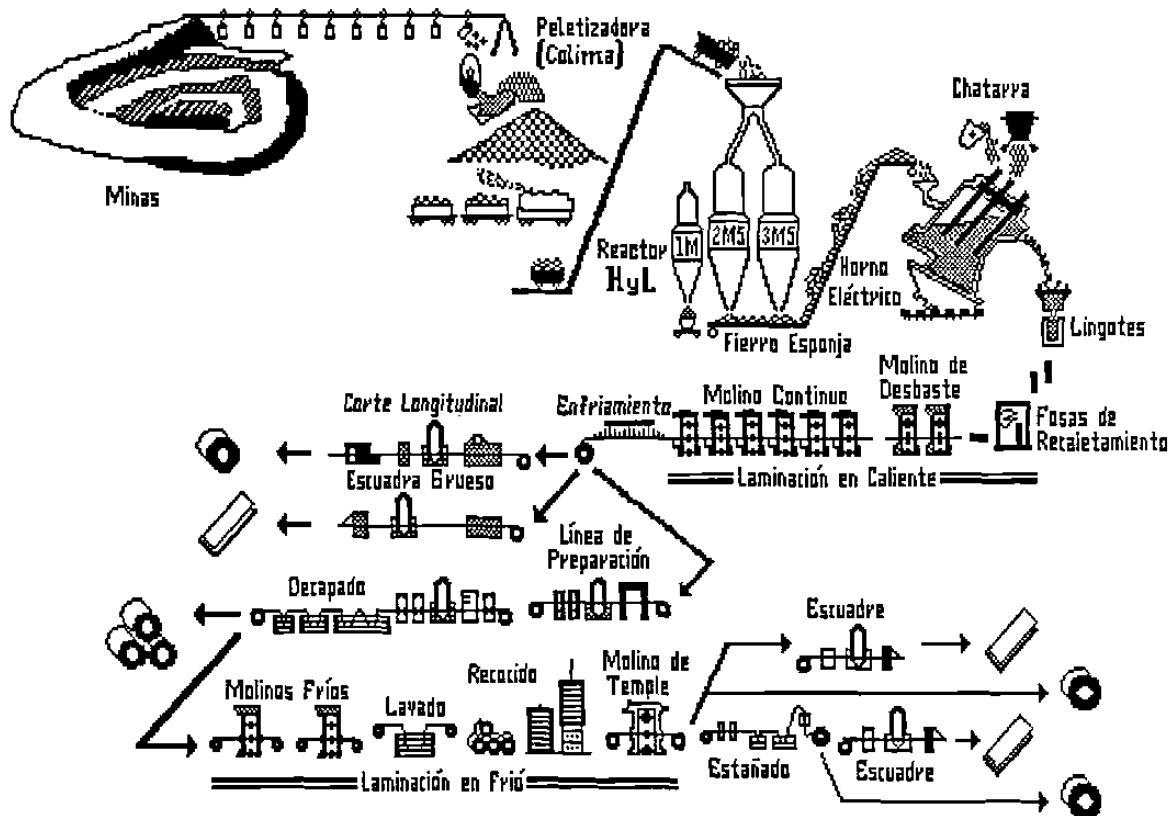 Peletizadora
(Colima)
Chatarra
Minas
1M
2M5
3M5
Reactor
HyL
Horno
Eléctrico
Fierro Esponja
Lingotes
Molino de
Desbaste
Molino Continuo
Corte Longitudinal
Enfriamiento
Fosas de
Recaletamiento
Laminación en Caliente
Escuadra Grueso
Línea de
Preparación
Decapado
Escuadre
Molinos Fríos
Lavado
Recocido
Molino de
Temple
Estañado
Escuadre
Laminación en Frió